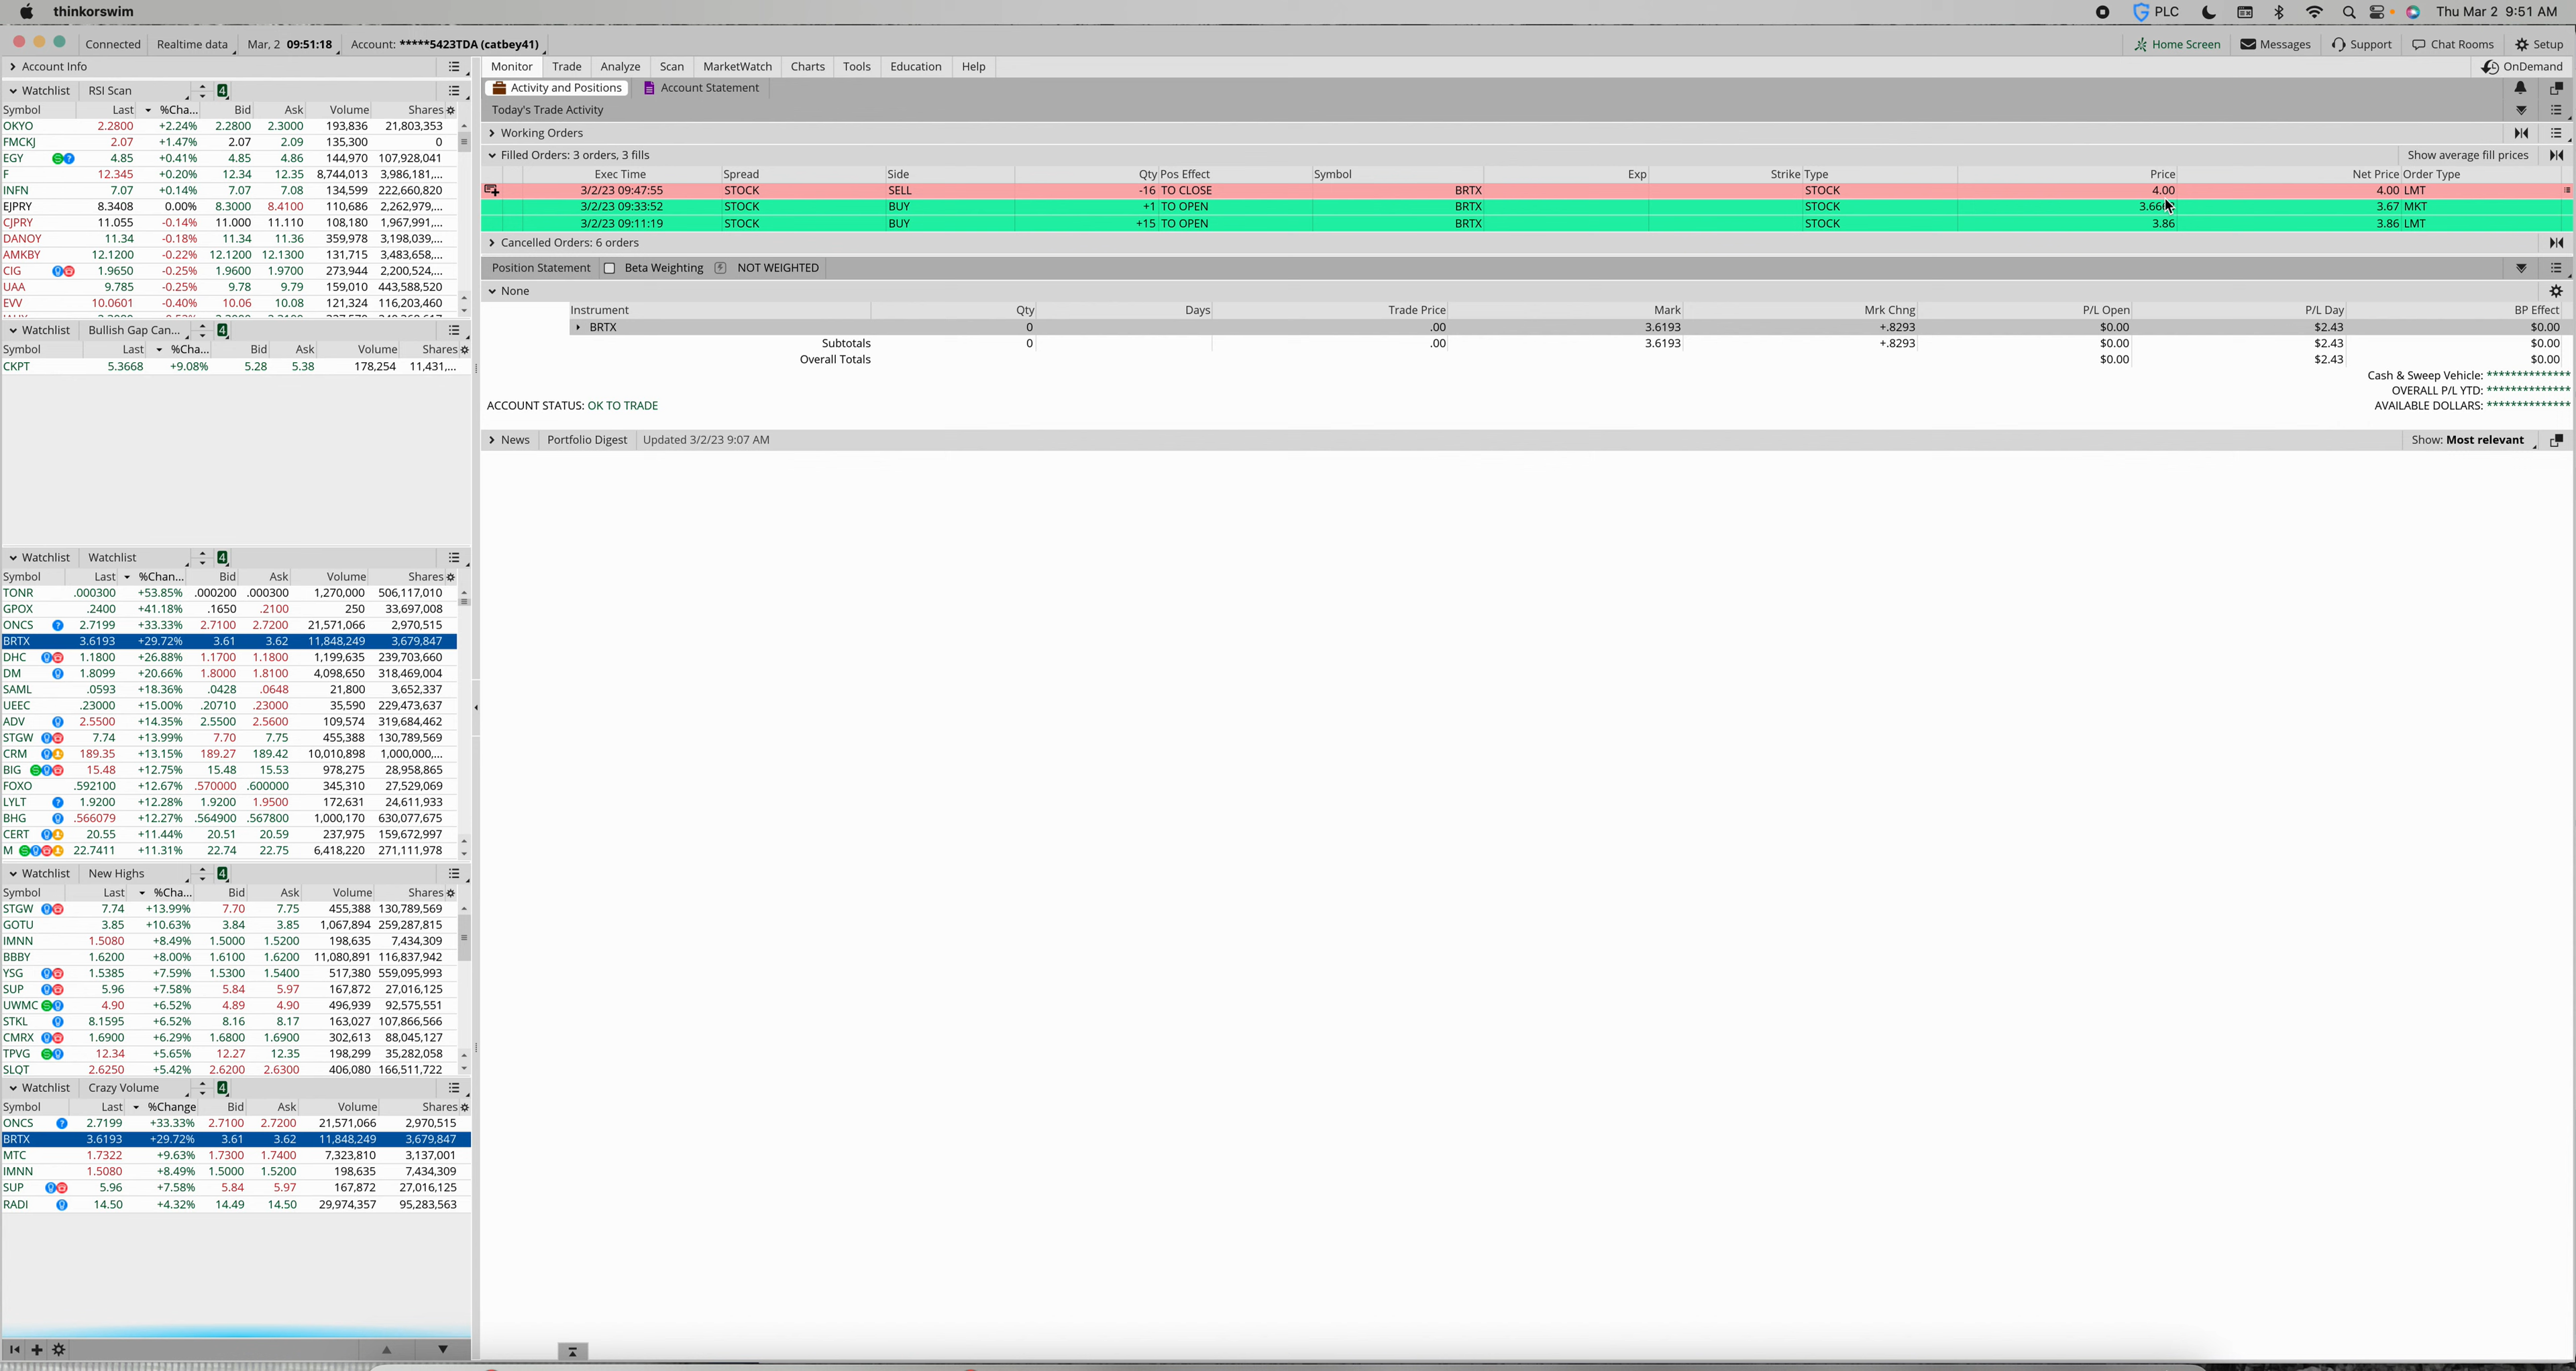 thinkorswim PLC Thu Mar 2 9:51 AM
Connected Realtime data Mar, 2 09:51:18 Account: *****5423TDA (catbey41) Home Screen Messages Support Chat Rooms Setup
Account Info
Monitor Trade Analyze Scan MarketWatch Charts Tools Education Help OnDemand
Activity and Positions Account Statement
Today's Trade Activity
Working Orders
Filled Orders: 3 orders, 3 fills Show average fill prices
Exec Time Spread Side Qty Pos Effect Symbol Exp Strike Type Price Net Price Order Type
3/2/23 09:47:55 STOCK SELL -16 TO CLOSE BRTX STOCK 4.00 4.00 LMT
3/2/23 09:33:52 STOCK BUY +1 TO OPEN BRTX STOCK 3.67 MKT
3/2/23 09:11:19 STOCK BUY +15 TO OPEN BRTX STOCK 3.86 3.86 LMT
Cancelled Orders: 6 orders
Position Statement Beta Weighting NOT WEIGHTED
None
Instrument Qty Days Trade Price Mark Mrk Chng P/L Open P/L Day BP Effect
BRTX 0 .00 3.6193 +.8293 $0.00 $2.43 $0.00
Subtotals 0 .00 3.6193 +.8293 $0.00 $2.43 $0.00
Overall Totals $0.00 $2.43 $0.00
Cash & Sweep Vehicle: **************
OVERALL P/L YTD: **************
AVAILABLE DOLLARS: **************
ACCOUNT STATUS: OK TO TRADE
News Portfolio Digest Updated 3/2/23 9:07 AM Show: Most relevant
Watchlist RSI Scan 4
Symbol Last %Cha... Bid Ask Volume Shares
OKYO 2.2800 +2.24% 2.2800 2.3000 193,836 21,803,353
FMCKJ 2.07 +1.47% 2.07 2.09 135,300 0
EGY 4.85 +0.41% 4.85 4.86 144,970 107,928,041
F 12.345 +0.20% 12.34 12.35 8,744,013 3,986,181,...
INFN 7.07 +0.14% 7.07 7.08 134,599 222,660,820
EJPRY 8.3408 0.00% 8.3000 8.4100 110,686 2,262,979,...
CJPRY 11.055 -0.14% 11.000 11.110 108,180 1,967,991,...
DANOY 11.34 -0.18% 11.34 11.36 359,978 3,198,039,...
AMKBY 12.1200 -0.22% 12.1200 12.1300 131,715 3,483,658,...
CIG 1.9650 -0.25% 1.9600 1.9700 273,944 2,200,524,...
UAA 9.785 -0.25% 9.78 9.79 159,010 443,588,520
EVV 10.0601 -0.40% 10.06 10.08 121,324 116,203,460
Watchlist Bullish Gap Can... 4
Symbol Last %Cha... Bid Ask Volume Shares
CKPT 5.3668 +9.08% 5.28 5.38 178,254 11,431,...
Watchlist Watchlist 4
Symbol Last %Chan... Bid Ask Volume Shares
TONR .000300 +53.85% .000200 .000300 1,270,000 506,117,010
GPOX .2400 +41.18% .1650 .2100 250 33,697,008
ONCS 2.7199 +33.33% 2.7100 2.7200 21,571,066 2,970,515
BRTX 3.6193 +29.72% 3.61 3.62 11,848,249 3,679,847
DHC 1.1800 +26.88% 1.1700 1.1800 1,199,635 239,703,660
DM 1.8099 +20.66% 1.8000 1.8100 4,098,650 318,469,004
SAML .0593 +18.36% .0428 .0648 21,800 3,652,337
UEEC .23000 +15.00% .20710 .23000 35,590 229,473,637
ADV 2.5500 +14.35% 2.5500 2.5600 109,574 319,684,462
STGW 7.74 +13.99% 7.70 7.75 455,388 130,789,569
CRM 189.35 +13.15% 189.27 189.42 10,010,898 1,000,000,...
BIG 15.48 +12.75% 15.48 15.53 978,275 28,958,865
FOXO .592100 +12.67% .570000 .600000 345,310 27,529,069
LYLT 1.9200 +12.28% 1.9200 1.9500 172,631 24,611,933
BHG .566079 +12.27% .564900 .567800 1,000,170 630,077,675
CERT 20.55 +11.44% 20.51 20.59 237,975 159,672,997
M 22.7411 +11.31% 22.74 22.75 6,418,220 271,111,978
Watchlist New Highs 4
Symbol Last %Cha... Bid Ask Volume Shares
STGW 7.74 +13.99% 7.70 7.75 455,388 130,789,569
GOTU 3.85 +10.63% 3.84 3.85 1,067,894 259,287,815
IMNN 1.5080 +8.49% 1.5000 1.5200 198,635 7,434,309
BBBY 1.6200 +8.00% 1.6100 1.6200 11,080,891 116,837,942
YSG 1.5385 +7.59% 1.5300 1.5400 517,380 559,095,993
SUP 5.96 +7.58% 5.84 5.97 167,872 27,016,125
UWMC 4.90 +6.52% 4.89 4.90 496,939 92,575,551
STKL 8.1595 +6.52% 8.16 8.17 163,027 107,866,566
CMRX 1.6900 +6.29% 1.6800 1.6900 302,613 88,045,127
TPVG 12.34 +5.65% 12.27 12.35 198,299 35,282,058
SLQT 2.6250 +5.42% 2.6200 2.6300 406,080 166,511,722
Watchlist Crazy Volume 4
Symbol Last %Change Bid Ask Volume Shares
ONCS 2.7199 +33.33% 2.7100 2.7200 21,571,066 2,970,515
BRTX 3.6193 +29.72% 3.61 3.62 11,848,249 3,679,847
MTC 1.7322 +9.63% 1.7300 1.7400 7,323,810 3,137,001
IMNN 1.5080 +8.49% 1.5000 1.5200 198,635 7,434,309
SUP 5.96 +7.58% 5.84 5.97 167,872 27,016,125
RADI 14.50 +4.32% 14.49 14.50 29,974,357 95,283,563